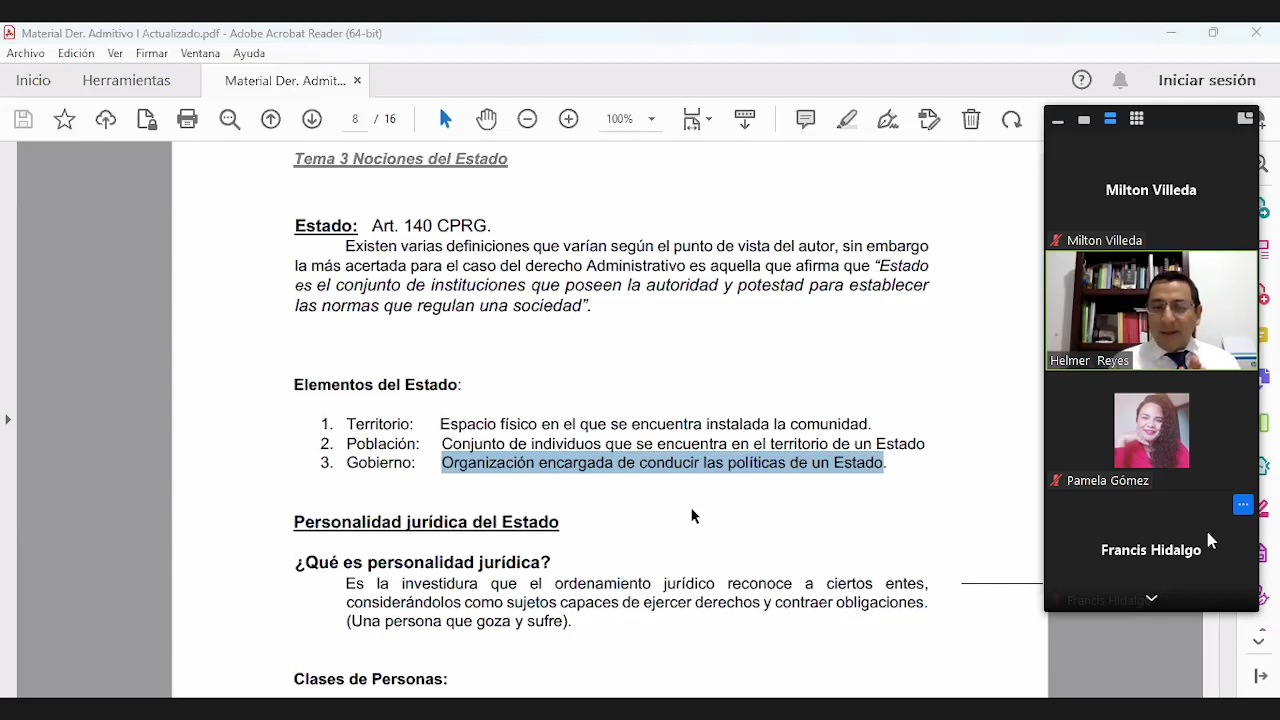 Material Der. Admitivo I Actualizado.pdf - Adobe Acrobat Reader (64-bit)
Archivo Edición Ver Firmar Ventana Ayuda
Inicio Herramientas Material Der. Admit... × Iniciar sesión
8 / 16 100%
Tema 3 Nociones del Estado
Estado: Art. 140 CPRG.
Existen varias definiciones que varían según el punto de vista del autor, sin embargo
la más acertada para el caso del derecho Administrativo es aquella que afirma que “Estado
es el conjunto de instituciones que poseen la autoridad y potestad para establecer
las normas que regulan una sociedad”.
Elementos del Estado:
1. Territorio: Espacio físico en el que se encuentra instalada la comunidad.
2. Población: Conjunto de individuos que se encuentra en el territorio de un Estado
3. Gobierno: Organización encargada de conducir las políticas de un Estado.
Personalidad jurídica del Estado
¿Qué es personalidad jurídica?
Es la investidura que el ordenamiento jurídico reconoce a ciertos entes,
considerándolos como sujetos capaces de ejercer derechos y contraer obligaciones.
(Una persona que goza y sufre).
Clases de Personas:
Milton Villeda
Milton Villeda
Helmer Reyes
Pamela Gómez
Francis Hidalgo
Francis Hidalgo